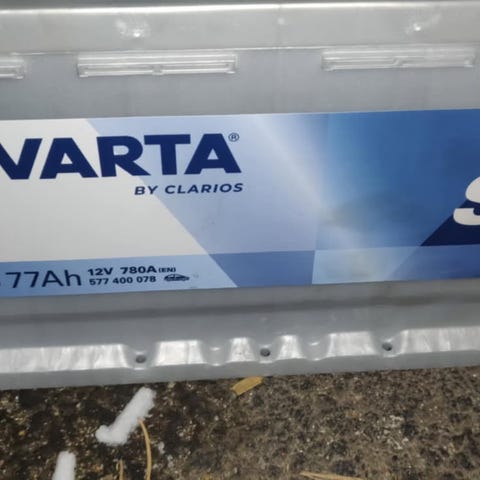 VARTA®
BY CLARIOS
77Ah 12V 780A (EN)
577 400 078
S